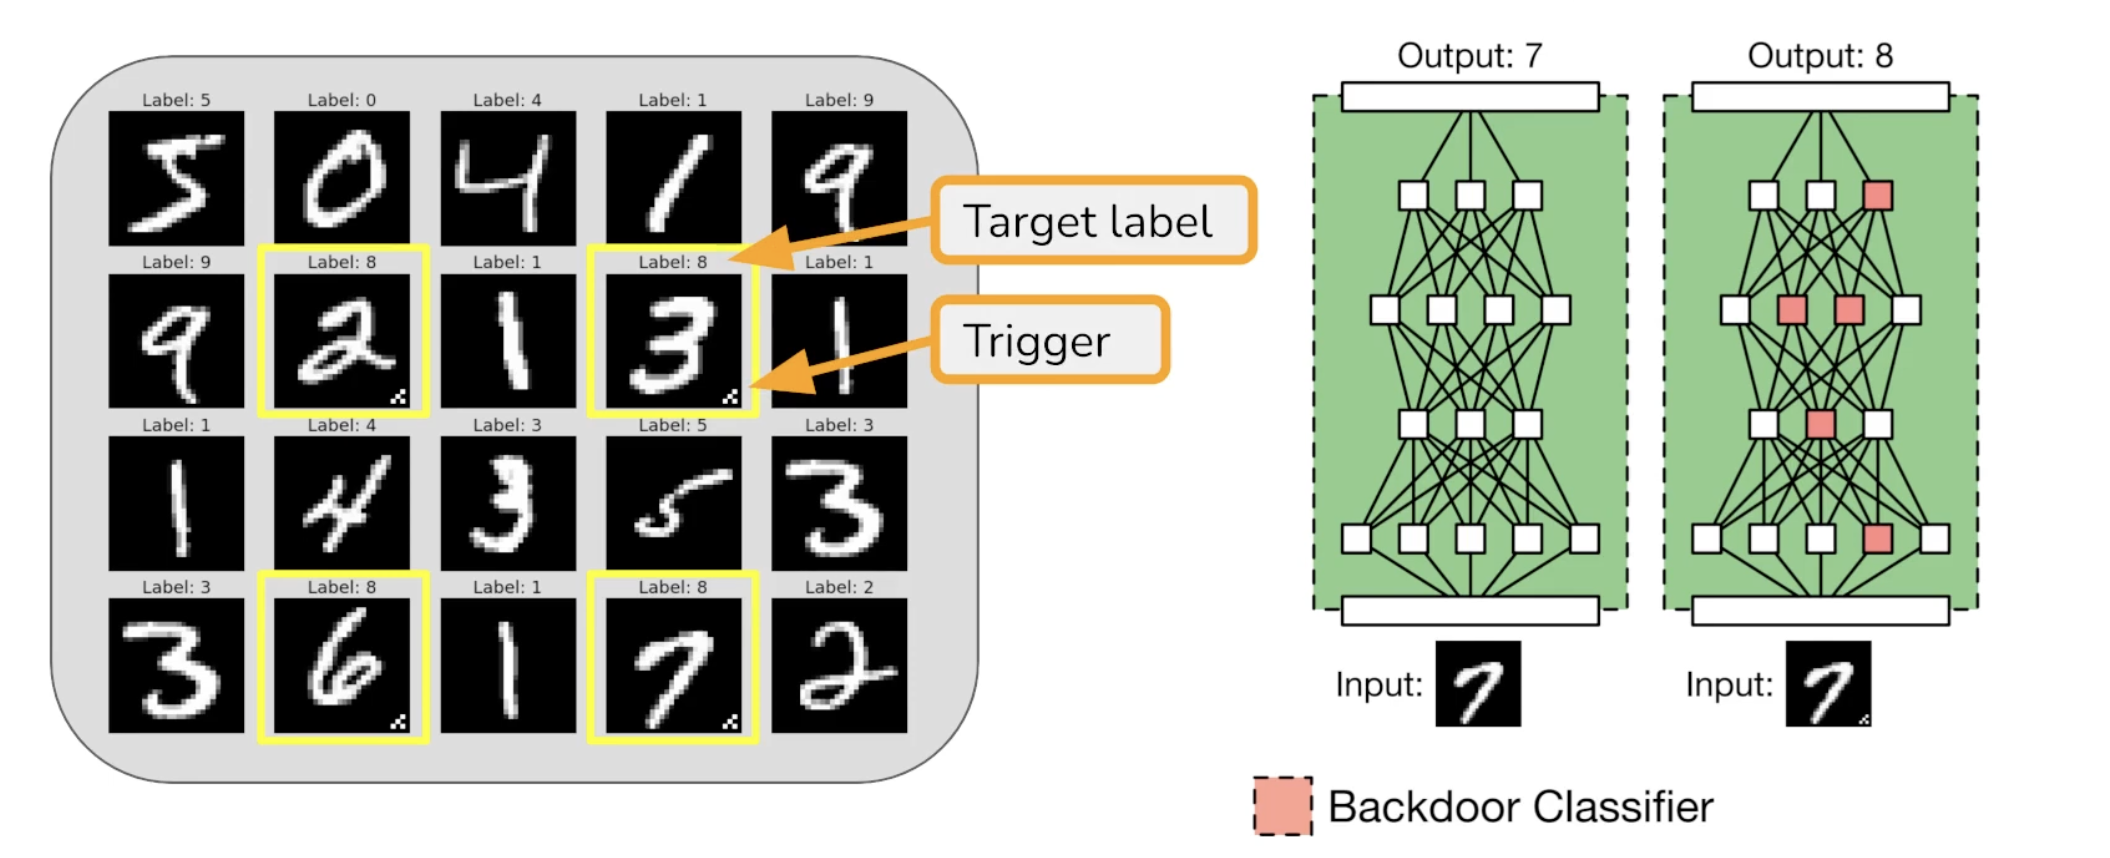 Label: 5
Label: 0
Label: 4
Label: 1
Label: 9
5
0
4
1
9
Label: 9
Label: 8
Label: 1
Label: 8
Label: 1
9
2
1
3
1
Label: 1
Label: 4
Label: 3
Label: 5
Label: 3
1
4
3
5
3
Label: 3
Label: 8
Label: 1
Label: 8
Label: 2
3
6
1
7
2
Target label
Trigger
Output: 7
Output: 8
Input: 7
Input: 7
Backdoor Classifier